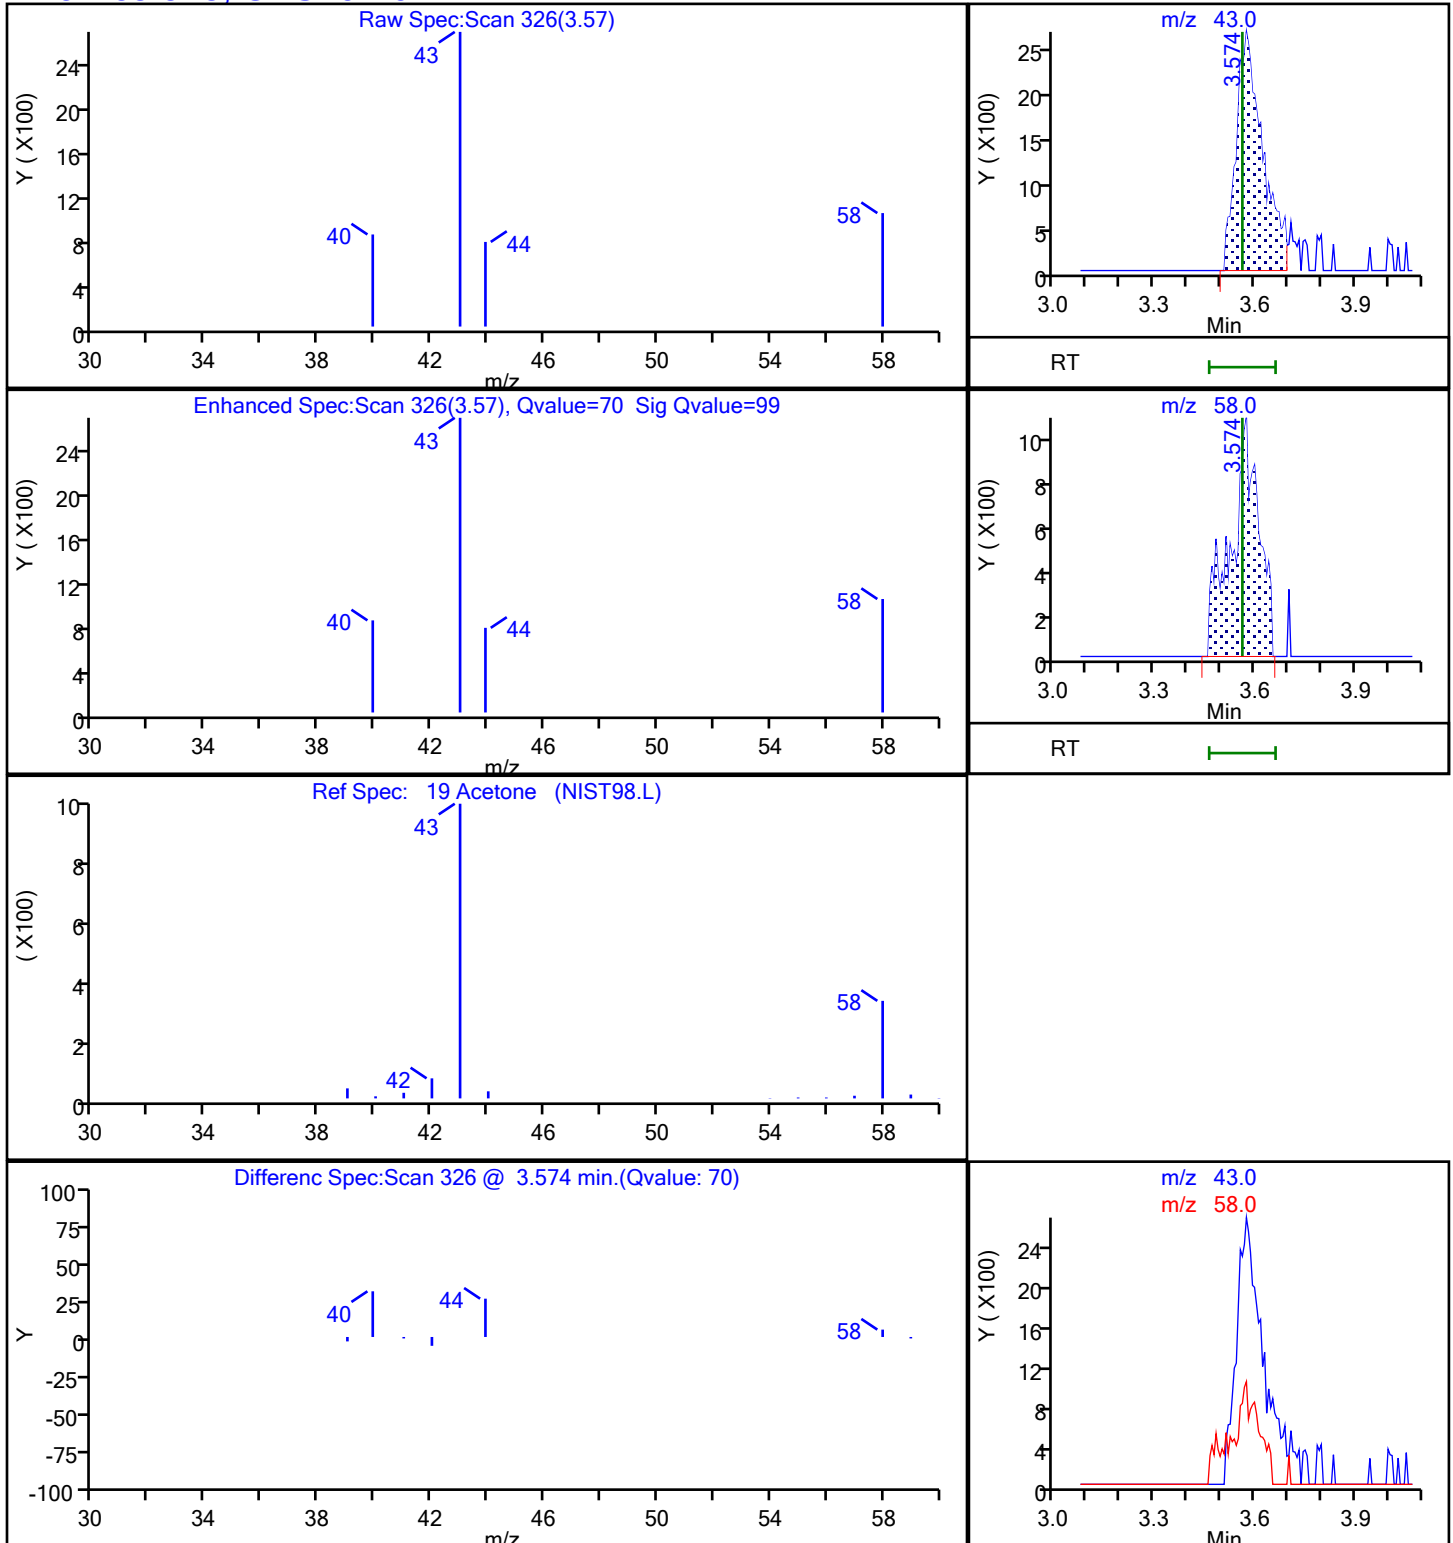 Raw Spec:Scan 326(3.57)
Y ( X100)
24
20
16
12
8
4
0
43
40
44
58
30 34 38 42 46 50 54 58
m/z
m/z 43.0
Y ( X100)
25
20
15
10
5
0
3.574
3.0 3.3 3.6 3.9
Min
RT
Enhanced Spec:Scan 326(3.57), Qvalue=70 Sig Qvalue=99
Y ( X100)
24
20
16
12
8
4
0
43
40
44
58
30 34 38 42 46 50 54 58
m/z
m/z 58.0
Y ( X100)
10
8
6
4
2
0
3.574
3.0 3.3 3.6 3.9
Min
RT
Ref Spec: 19 Acetone (NIST98.L)
( X100)
10
8
6
4
2
0
43
42
58
30 34 38 42 46 50 54 58
Differenc Spec:Scan 326 @ 3.574 min.(Qvalue: 70)
Y
100
75
50
25
0
-25
-50
-75
-100
40
44
58
30 34 38 42 46 50 54 58
m/z
m/z 43.0
m/z 58.0
Y ( X100)
24
20
16
12
8
4
0
3.0 3.3 3.6 3.9
Min